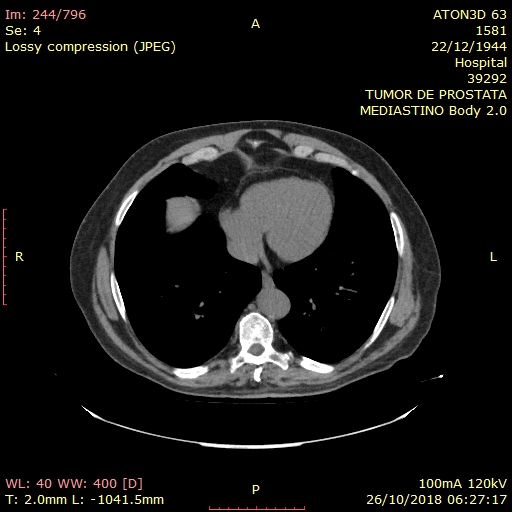 Im: 244/796
Se: 4
Lossy compression (JPEG)
A
ATON3D 63
1581
22/12/1944
Hospital
39292
TUMOR DE PROSTATA
MEDIASTINO Body 2.0
R
L
WL: 40 WW: 400 [D]
T: 2.0mm L: -1041.5mm
P
100mA 120kV
26/10/2018 06:27:17